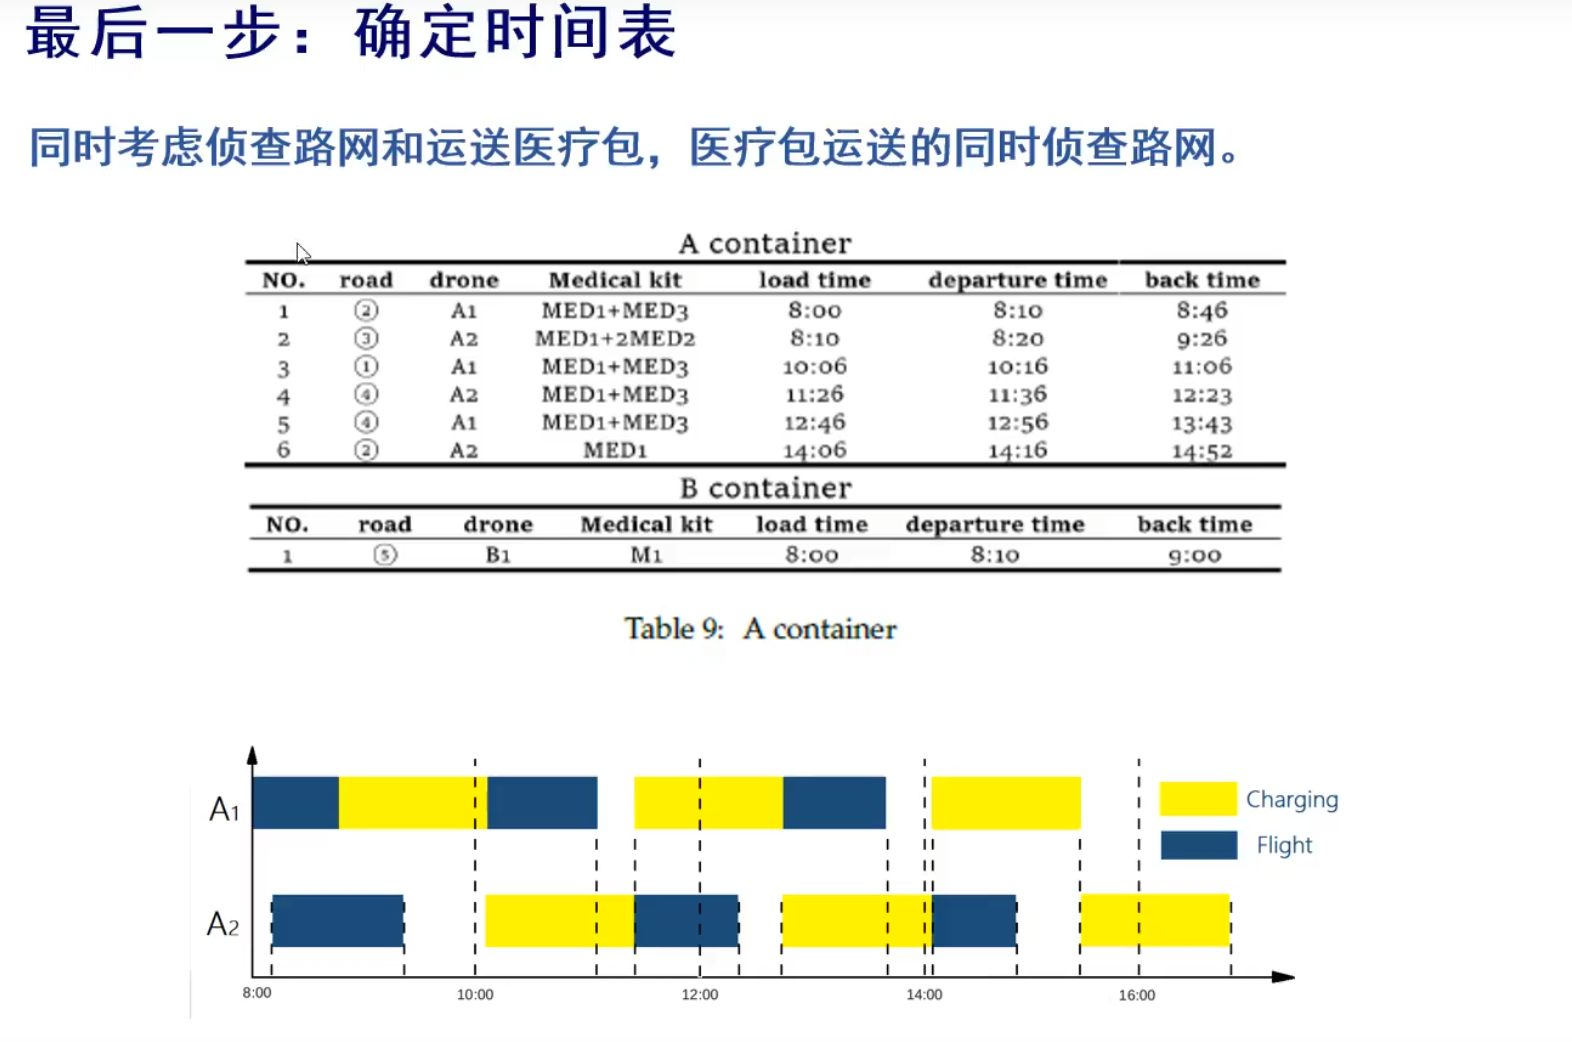 最后一步：确定时间表
同时考虑侦查路网和运送医疗包，医疗包运送的同时侦查路网。
A container
NO. road drone Medical kit load time departure time back time
1 ② A1 MED1+MED3 8:00 8:10 8:46
2 ③ A2 MED1+2MED2 8:10 8:20 9:26
3 ① A1 MED1+MED3 10:06 10:16 11:06
4 ④ A2 MED1+MED3 11:26 11:36 12:23
5 ④ A1 MED1+MED3 12:46 12:56 13:43
6 ② A2 MED1 14:06 14:16 14:52
B container
NO. road drone Medical kit load time departure time back time
1 ⑤ B1 M1 8:00 8:10 9:00
Table 9: A container
A1
Charging
Flight
A2
8:00 10:00 12:00 14:00 16:00